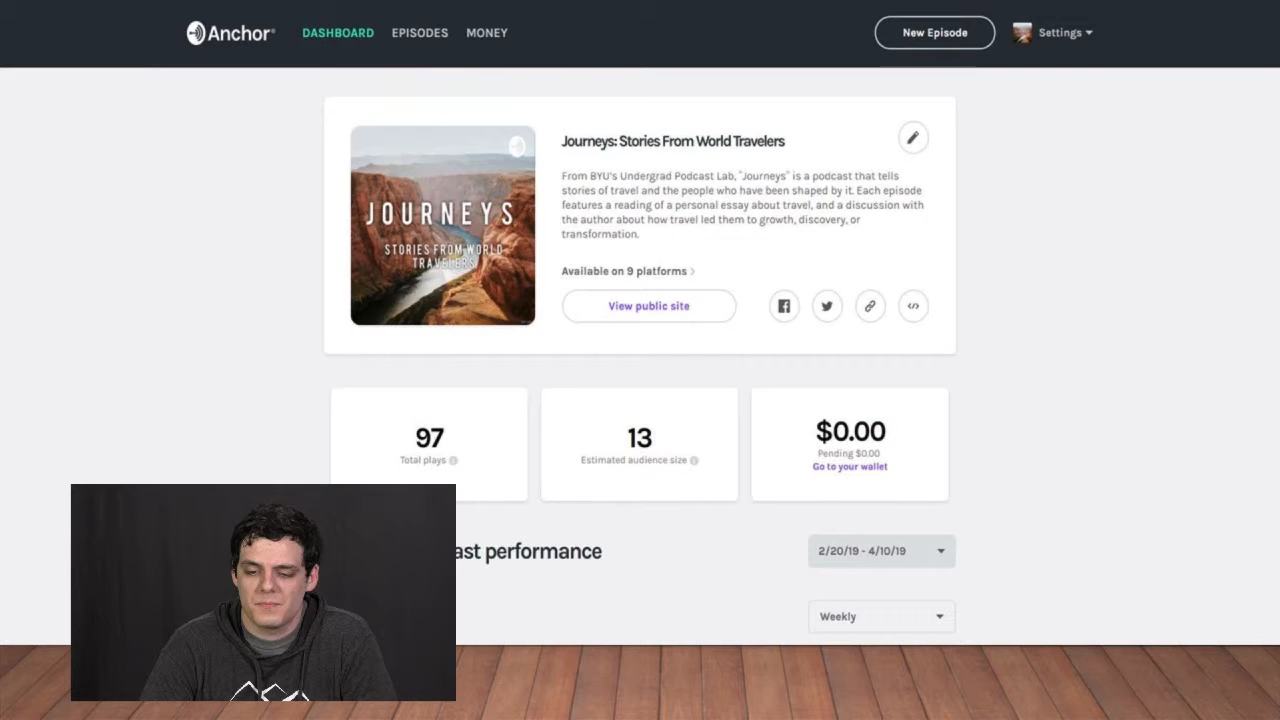 Anchor
DASHBOARD EPISODES MONEY
New Episode
Settings
JOURNEYS
STORIES FROM WORLD
TRAVELERS
Journeys: Stories From World Travelers
From BYU's Undergrad Podcast Lab, "Journeys" is a podcast that tells
stories of travel and the people who have been shaped by it. Each episode
features a reading of a personal essay about travel, and a discussion with
the author about how travel led them to growth, discovery, or
transformation.
Available on 9 platforms
View public site
97
Total plays
13
Estimated audience size
$0.00
Pending $0.00
Go to your wallet
ast performance
2/20/19 - 4/10/19
Weekly